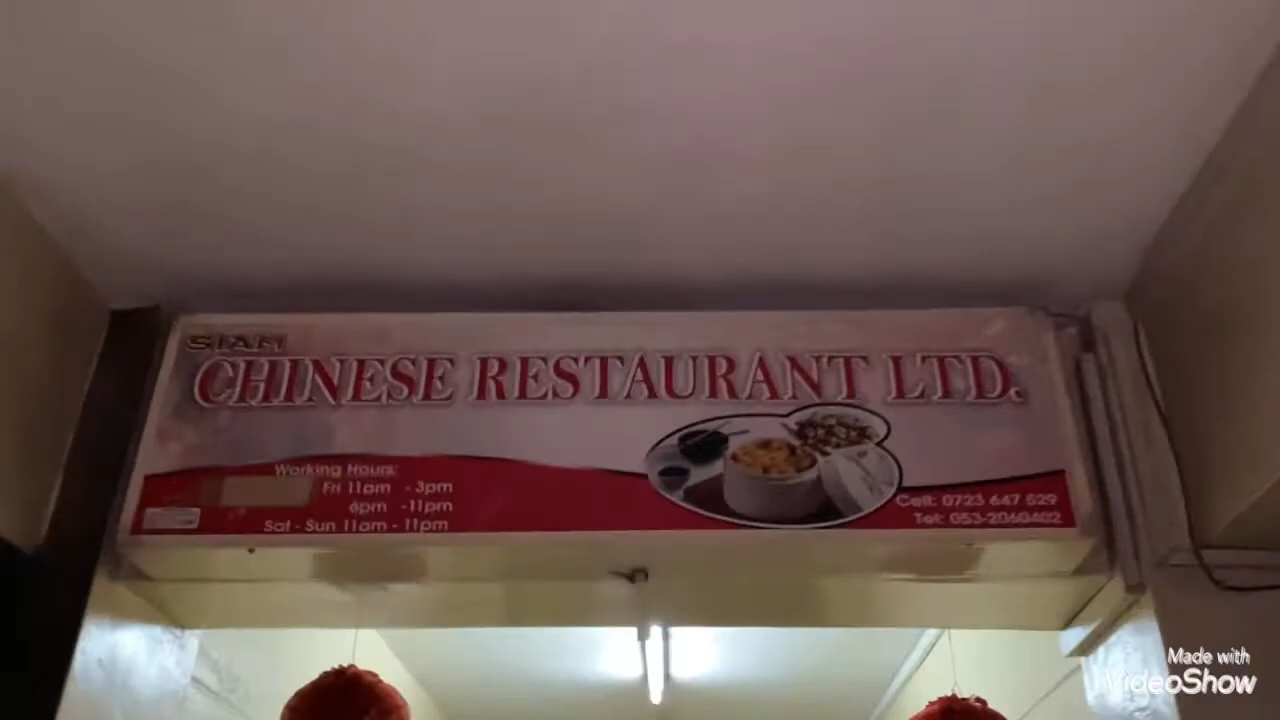 SIAM
CHINESE RESTAURANT LTD.
Working Hours:
Fri 11am - 3pm
6pm -11pm
Sat - Sun 11am - 11pm
Cell: 0723 647 529
Tel: 053-2060402
Made with
VideoShow